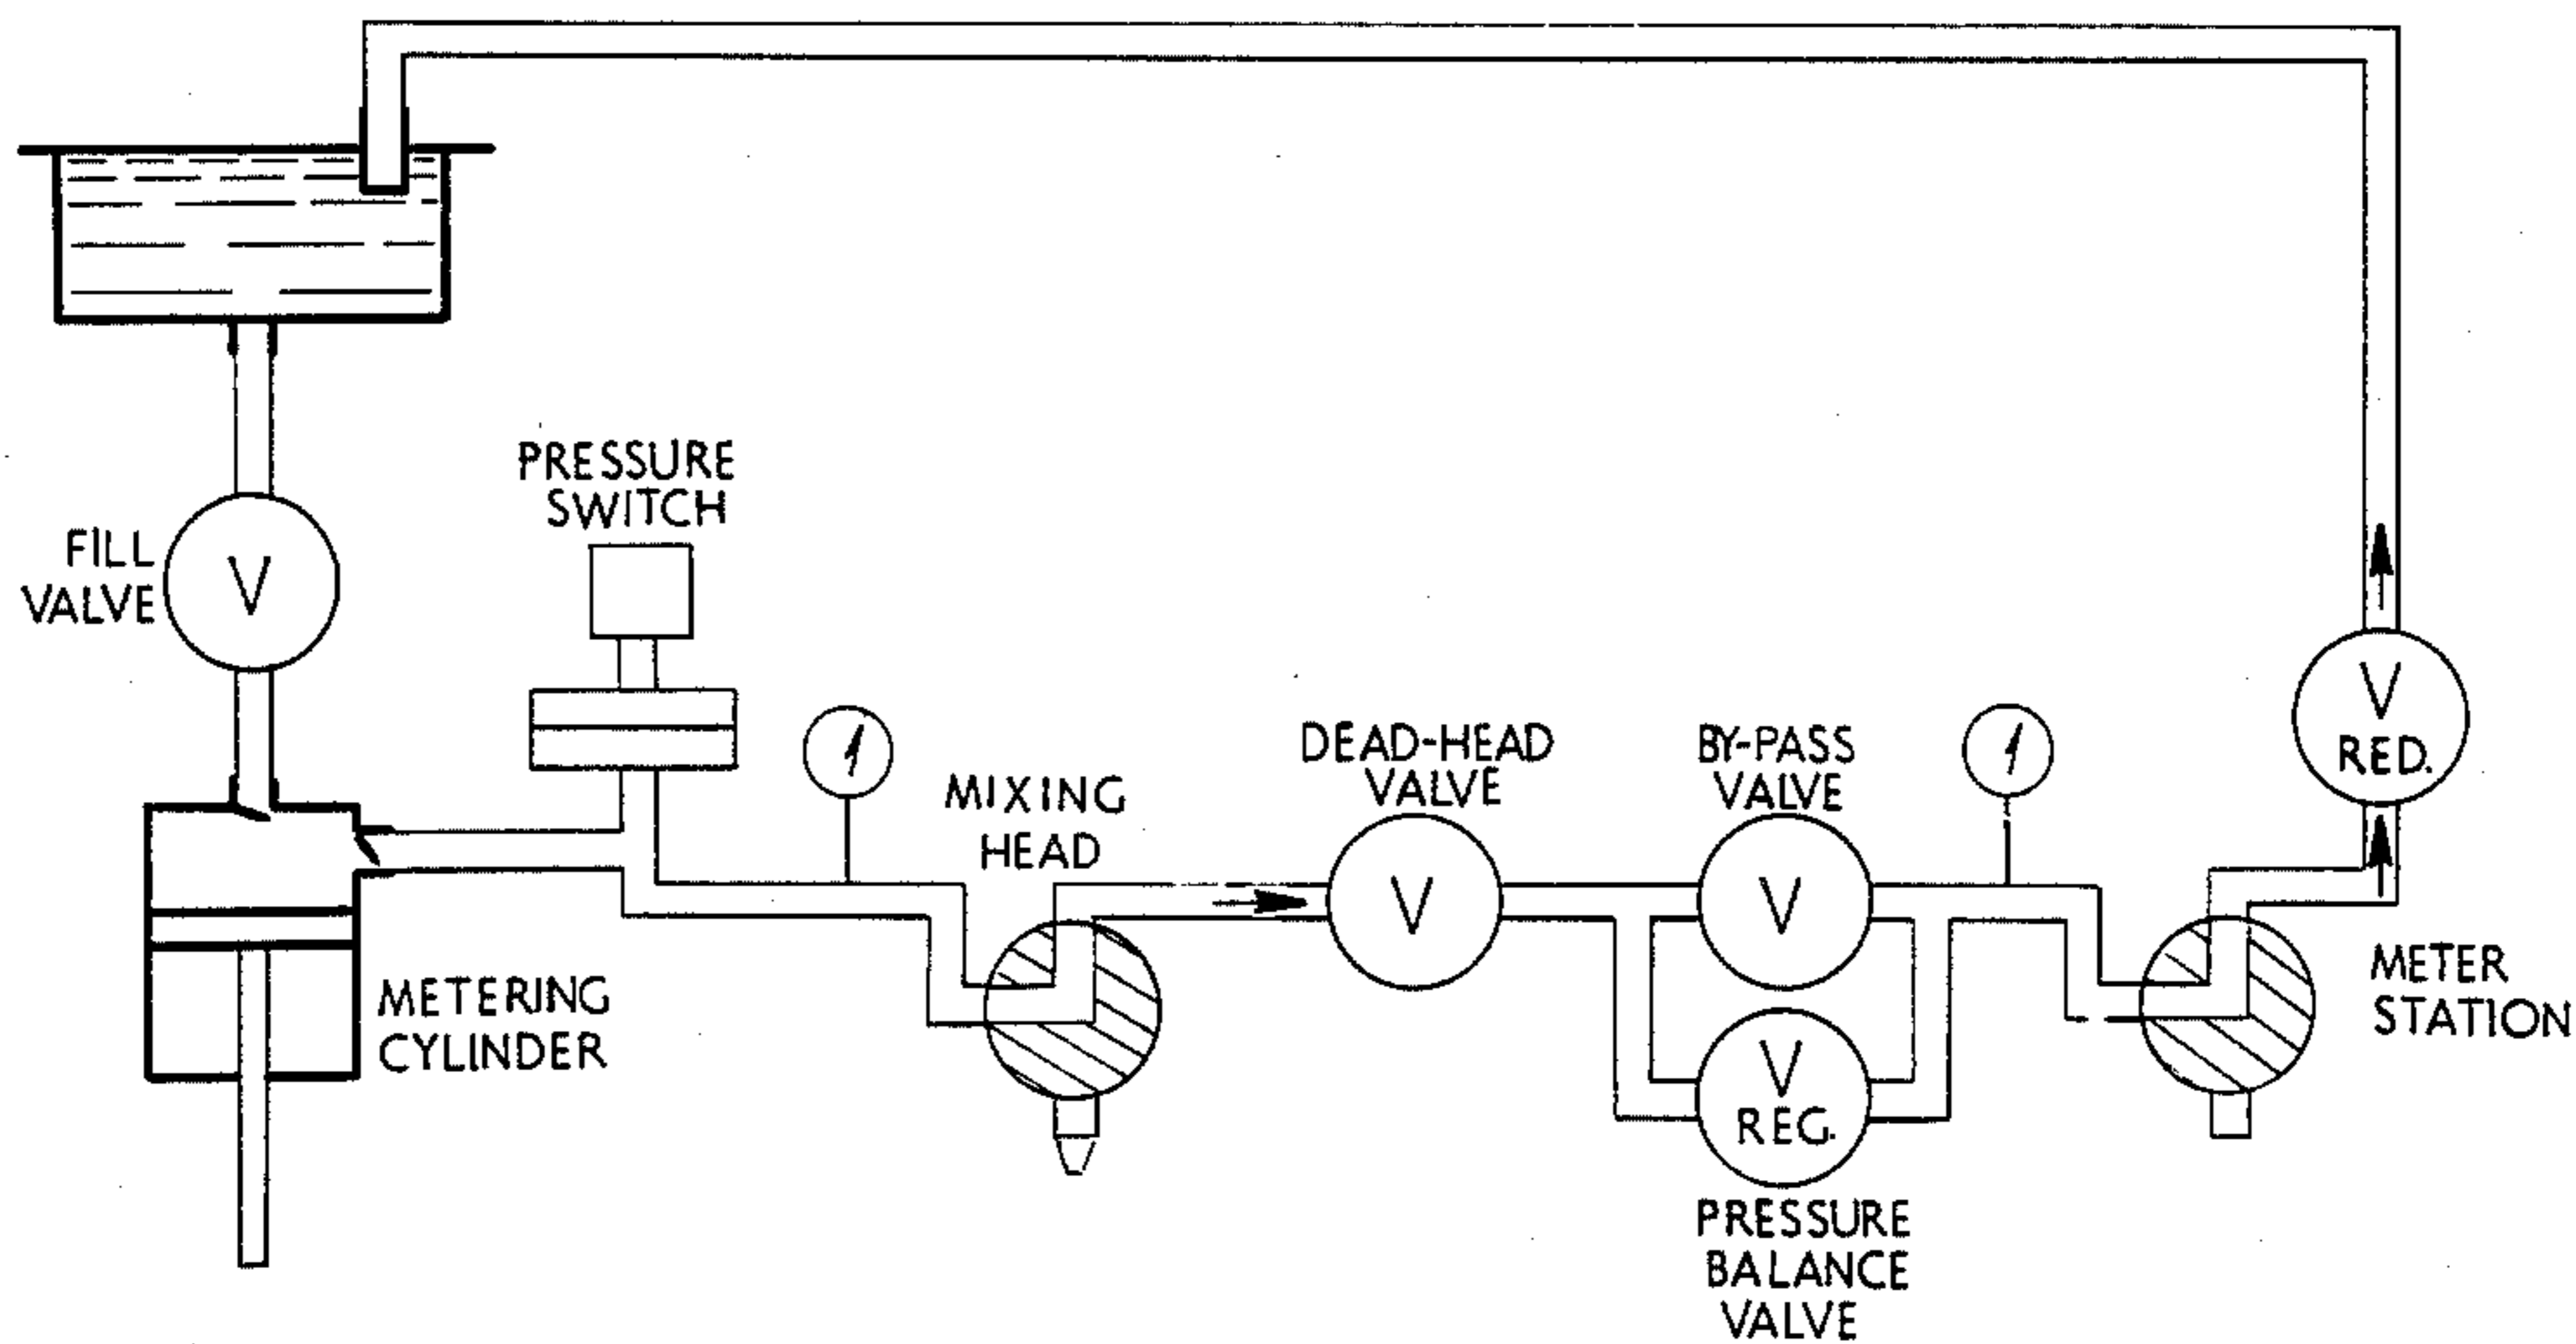 PRESSURE
SWITCH
FILL
VALVE
V
V
RED.
DEAD-HEAD
VALVE
BY-PASS
VALVE
MIXING
HEAD
V
V
METERING
CYLINDER
METER
STATION
V
REG.
PRESSURE
BALANCE
VALVE